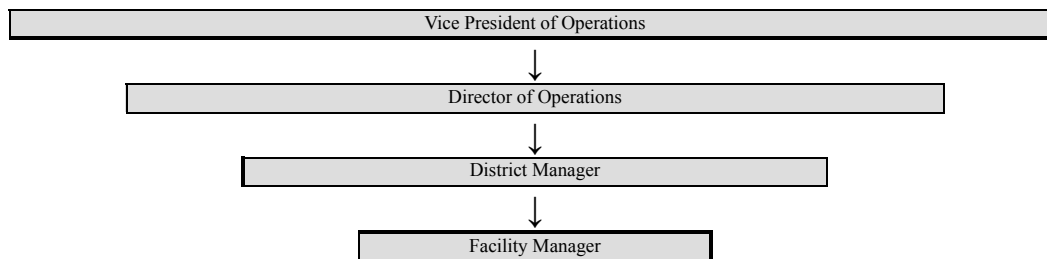 Vice President of Operations
Director of Operations
District Manager
Facility Manager